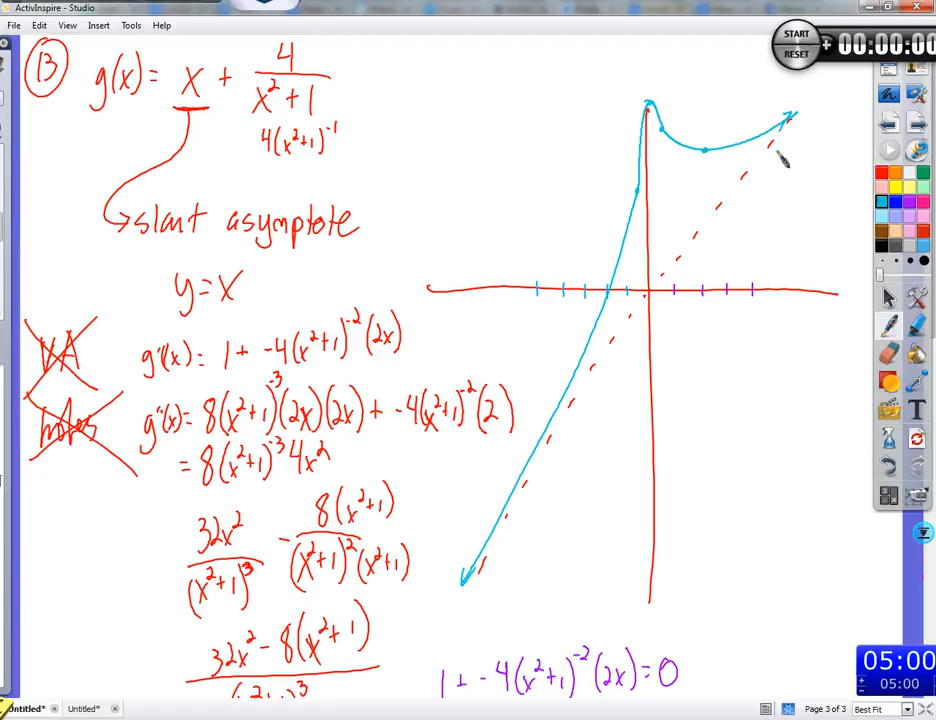 ActivInspire - Studio
File Edit View Insert Tools Help
START
RESET
00:00:00
13 g(x) = x + 4/(x²+1)
4(x²+1)⁻¹
slant asymptote
y = x
VA
g'(x) = 1 + -4(x²+1)⁻²(2x)
holes
g''(x) = 8(x²+1)⁻³(2x)(2x) + -4(x²+1)⁻²(2)
= 8(x²+1)⁻³4x²
32x²/(x²+1)³ - 8(x²+1)/(x²+1)²(x²+1)
32x² - 8(x²+1)
1 + -4(x²+1)⁻²(2x) = 0
05:00
05:00
Untitled* Untitled* Page 3 of 3 Best Fit